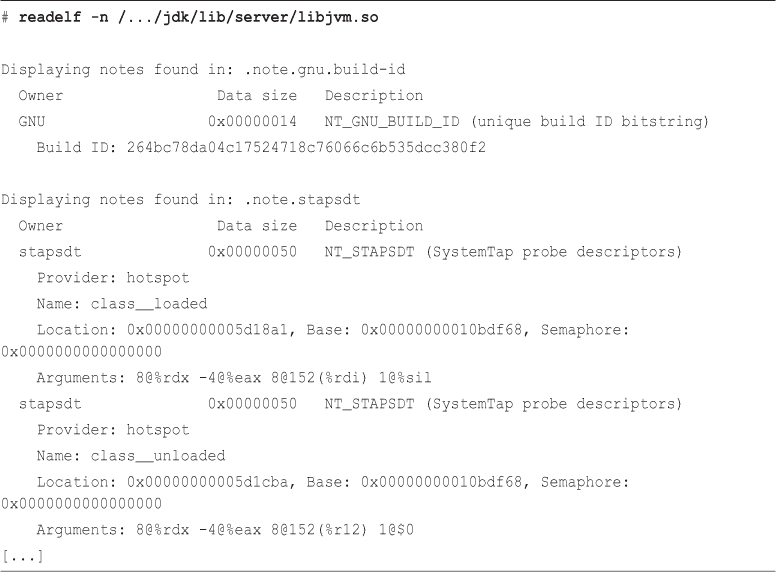 # readelf -n /.../jdk/lib/server/libjvm.so
Displaying notes found in: .note.gnu.build-id
Owner Data size Description
GNU 0x00000014 NT_GNU_BUILD_ID (unique build ID bitstring)
Build ID: 264bc78da04c17524718c76066c6b535dcc380f2
Displaying notes found in: .note.stapsdt
Owner Data size Description
stapsdt 0x00000050 NT_STAPSDT (SystemTap probe descriptors)
Provider: hotspot
Name: class__loaded
Location: 0x00000000005d18a1, Base: 0x00000000010bdf68, Semaphore:
0x0000000000000000
Arguments: 8@%rdx -4@%eax 8@152(%rdi) 1@%sil
stapsdt 0x00000050 NT_STAPSDT (SystemTap probe descriptors)
Provider: hotspot
Name: class__unloaded
Location: 0x00000000005d1cba, Base: 0x00000000010bdf68, Semaphore:
0x0000000000000000
Arguments: 8@%rdx -4@%eax 8@152(%r12) 1@$0
[...]